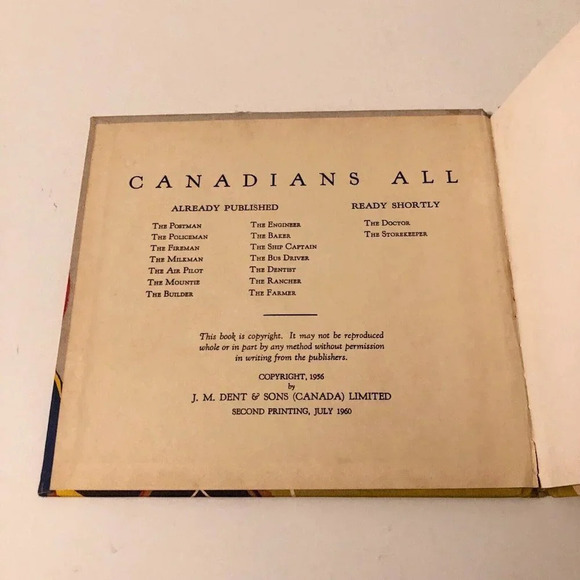 CANADIANS ALL
ALREADY PUBLISHED
The Postman
The Policeman
The Fireman
The Milkman
The Air Pilot
The Mountie
The Builder
The Engineer
The Baker
The Ship Captain
The Bus Driver
The Dentist
The Rancher
The Farmer
READY SHORTLY
The Doctor
The Storekeeper
This book is copyright. It may not be reproduced
whole or in part by any method without permission
in writing from the publishers.
COPYRIGHT, 1956
by
J. M. DENT & SONS (CANADA) LIMITED
SECOND PRINTING, JULY 1960